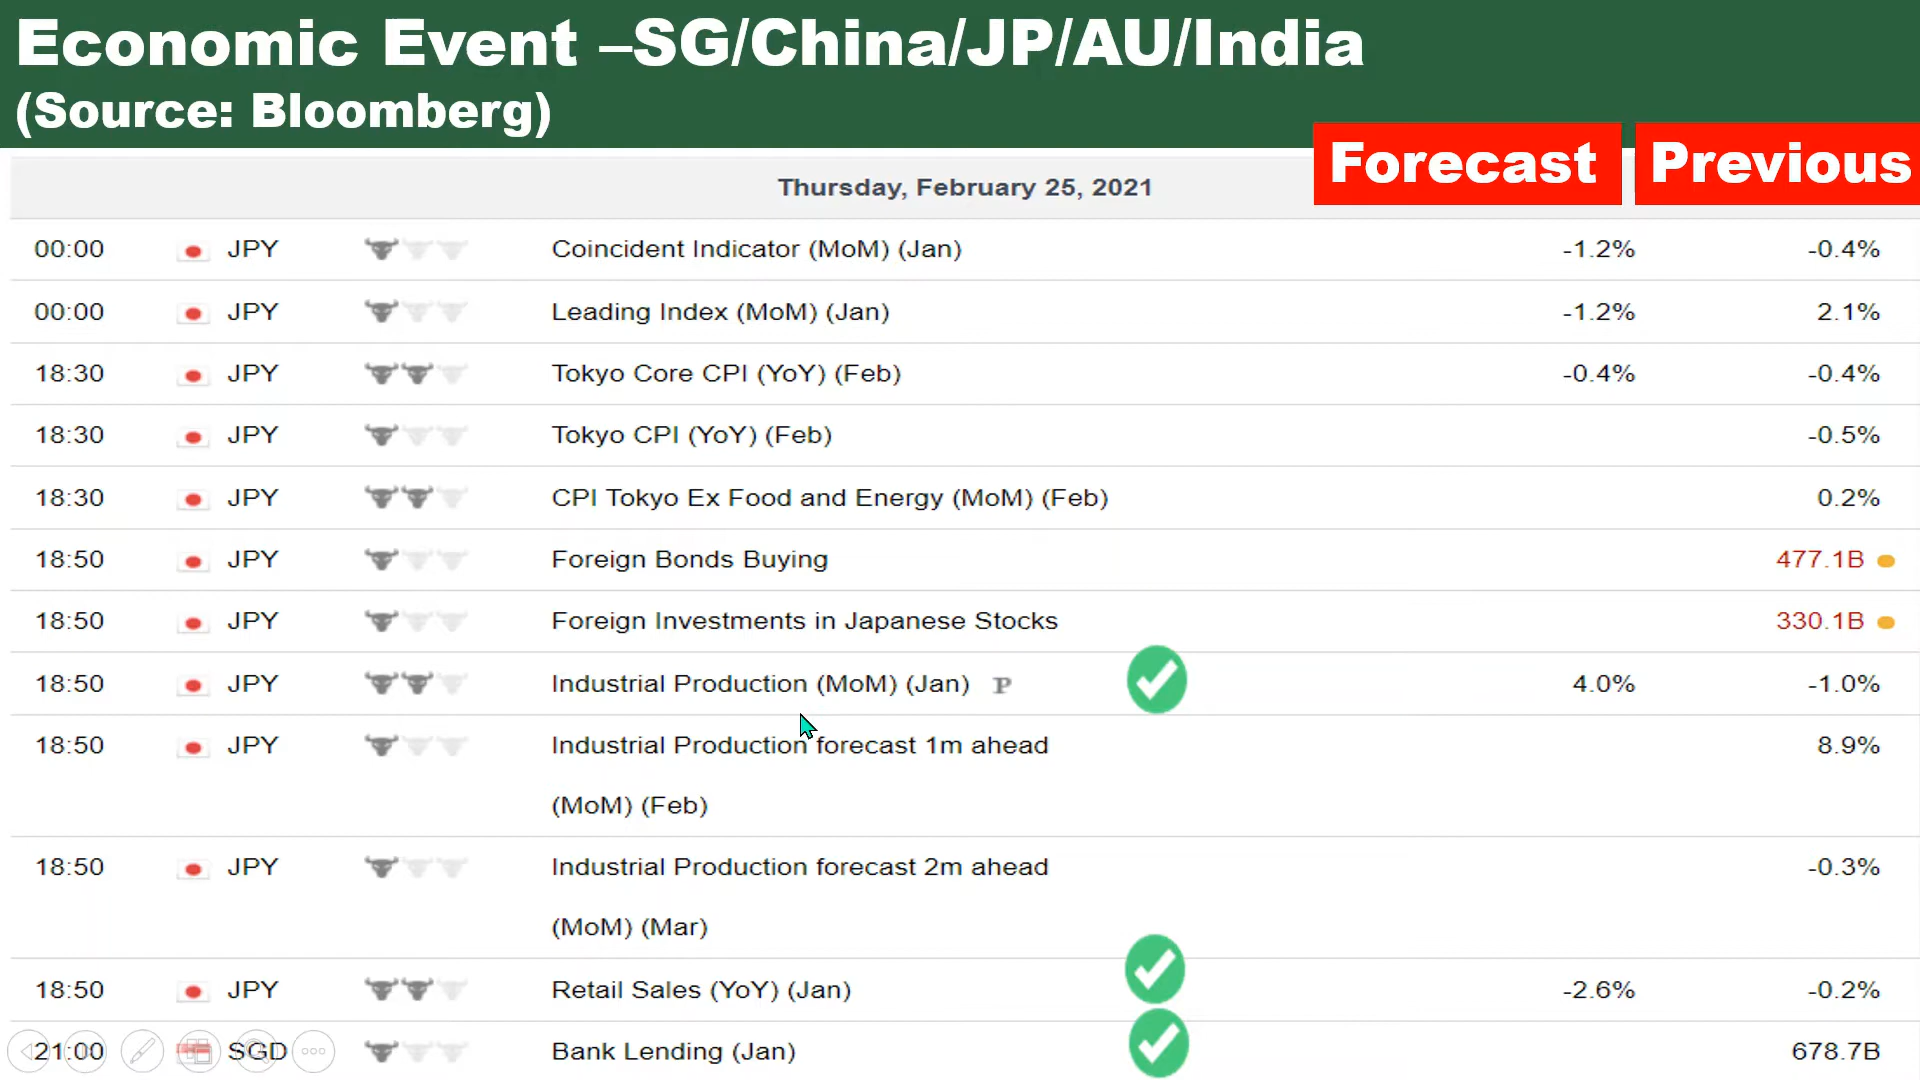 Economic Event –SG/China/JP/AU/India
(Source: Bloomberg)
Forecast Previous
Thursday, February 25, 2021
00:00 JPY Coincident Indicator (MoM) (Jan) -1.2% -0.4%
00:00 JPY Leading Index (MoM) (Jan) -1.2% 2.1%
18:30 JPY Tokyo Core CPI (YoY) (Feb) -0.4% -0.4%
18:30 JPY Tokyo CPI (YoY) (Feb) -0.5%
18:30 JPY CPI Tokyo Ex Food and Energy (MoM) (Feb) 0.2%
18:50 JPY Foreign Bonds Buying 477.1B
18:50 JPY Foreign Investments in Japanese Stocks 330.1B
18:50 JPY Industrial Production (MoM) (Jan) P 4.0% -1.0%
18:50 JPY Industrial Production forecast 1m ahead 8.9%
(MoM) (Feb)
18:50 JPY Industrial Production forecast 2m ahead -0.3%
(MoM) (Mar)
18:50 JPY Retail Sales (YoY) (Jan) -2.6% -0.2%
21:00 SGD Bank Lending (Jan) 678.7B